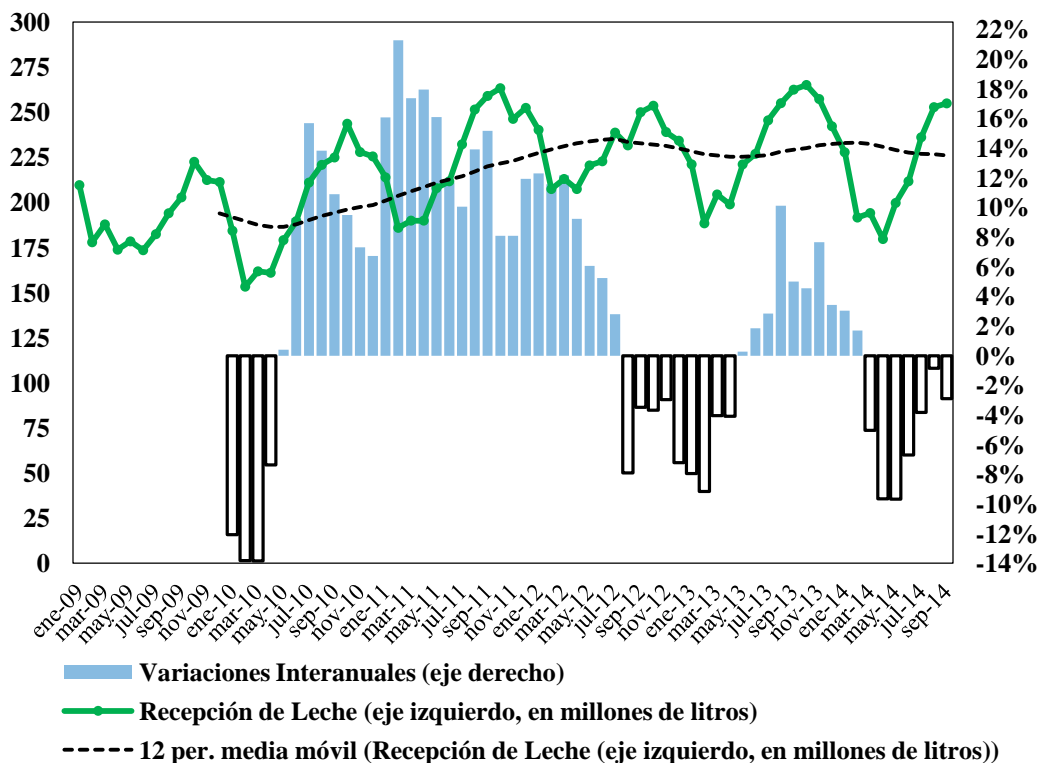 300
275
250
225
200
175
150
125
100
75
50
25
0
22%
20%
18%
16%
14%
12%
10%
8%
6%
4%
2%
0%
-2%
-4%
-6%
-8%
-10%
-12%
-14%
ene-09
mar-09
may-09
jul-09
sep-09
nov-09
ene-10
mar-10
may-10
jul-10
sep-10
nov-10
ene-11
mar-11
may-11
jul-11
sep-11
nov-11
ene-12
mar-12
may-12
jul-12
sep-12
nov-12
ene-13
mar-13
may-13
jul-13
sep-13
nov-13
ene-14
mar-14
may-14
jul-14
sep-14
Variaciones Interanuales (eje derecho)
Recepción de Leche (eje izquierdo, en millones de litros)
12 per. media móvil (Recepción de Leche (eje izquierdo, en millones de litros))